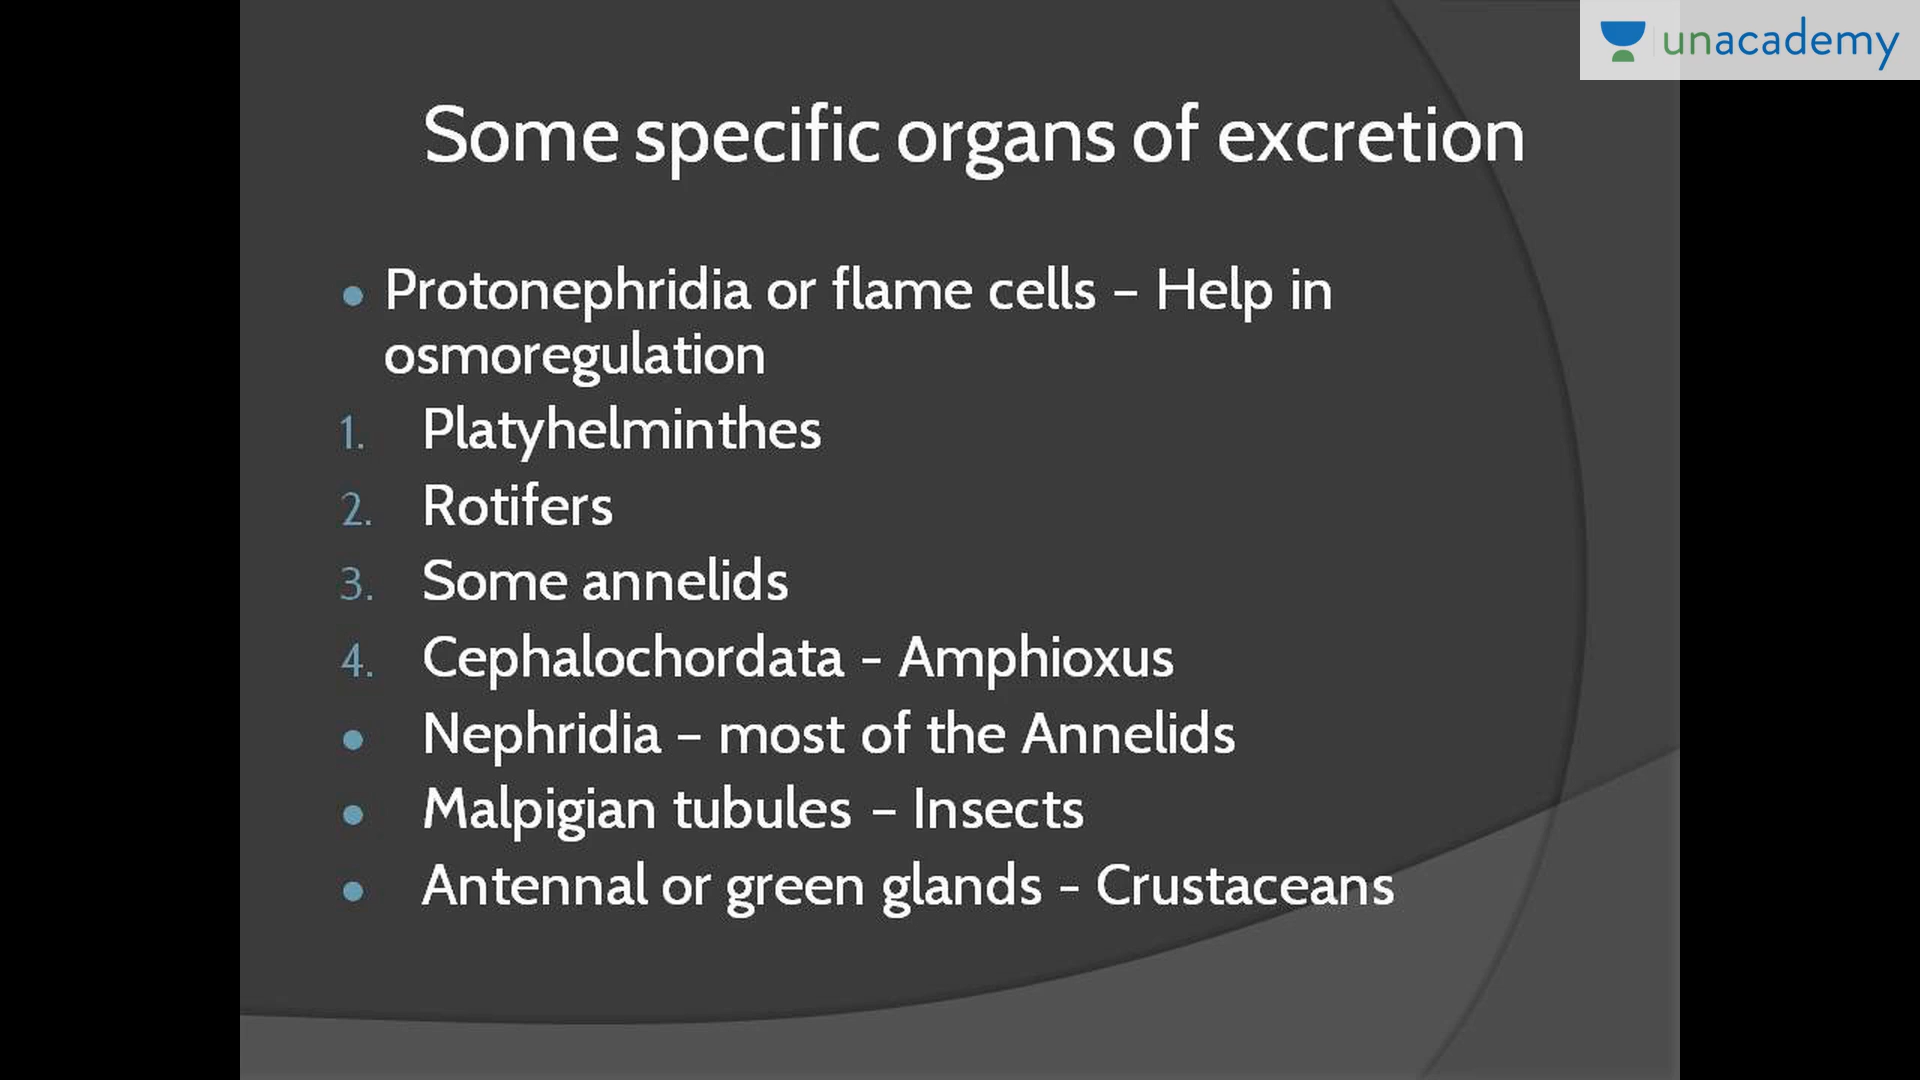 unacademy
Some specific organs of excretion
• Protonephridia or flame cells – Help in
osmoregulation
1. Platyhelminthes
2. Rotifers
3. Some annelids
4. Cephalochordata - Amphioxus
• Nephridia – most of the Annelids
• Malpigian tubules – Insects
• Antennal or green glands - Crustaceans